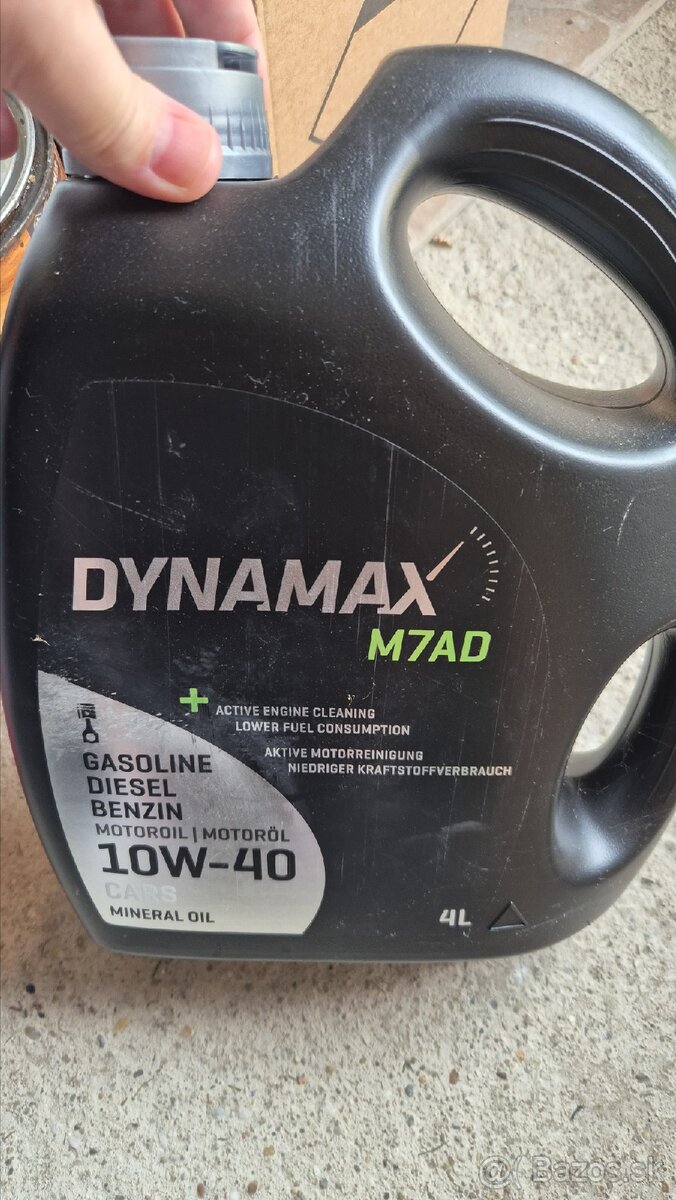 DYNAMAX
M7AD
+ ACTIVE ENGINE CLEANING
LOWER FUEL CONSUMPTION
AKTIVE MOTORREINIGUNG
NIEDRIGER KRAFTSTOFFVERBRAUCH
GASOLINE
DIESEL
BENZIN
MOTOROIL | MOTORÖL
10W-40
CARS
MINERAL OIL
4L
@ Bazos.sk